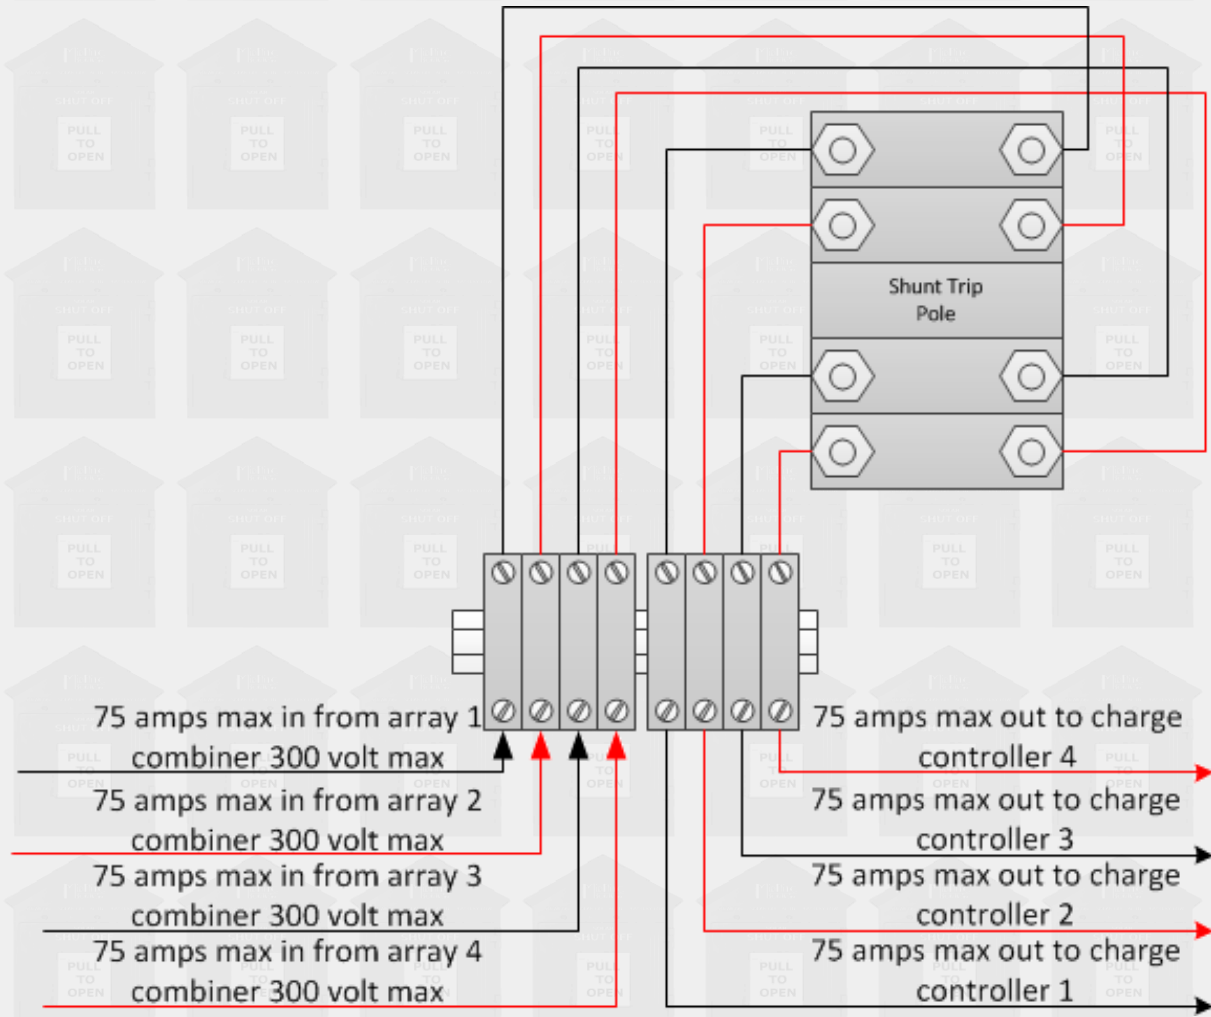 Shunt Trip
Pole
75 amps max in from array 1
combiner 300 volt max
75 amps max in from array 2
combiner 300 volt max
75 amps max in from array 3
combiner 300 volt max
75 amps max in from array 4
combiner 300 volt max
75 amps max out to charge
controller 4
75 amps max out to charge
controller 3
75 amps max out to charge
controller 2
75 amps max out to charge
controller 1
PULL
TO
OPEN